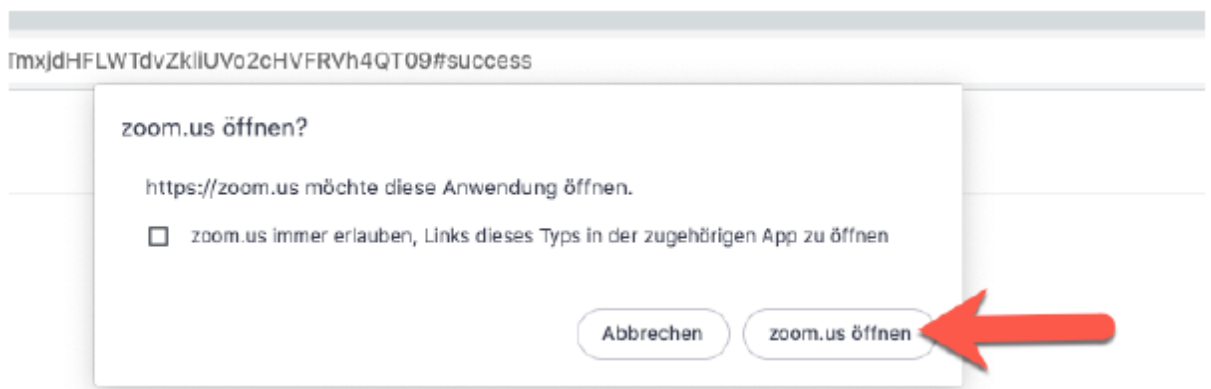 TmxjdHFLWTdvZkliUVo2cHVFRVh4QT09#success
zoom.us öffnen?
https://zoom.us möchte diese Anwendung öffnen.
zoom.us immer erlauben, Links dieses Typs in der zugehörigen App zu öffnen
Abbrechen
zoom.us öffnen